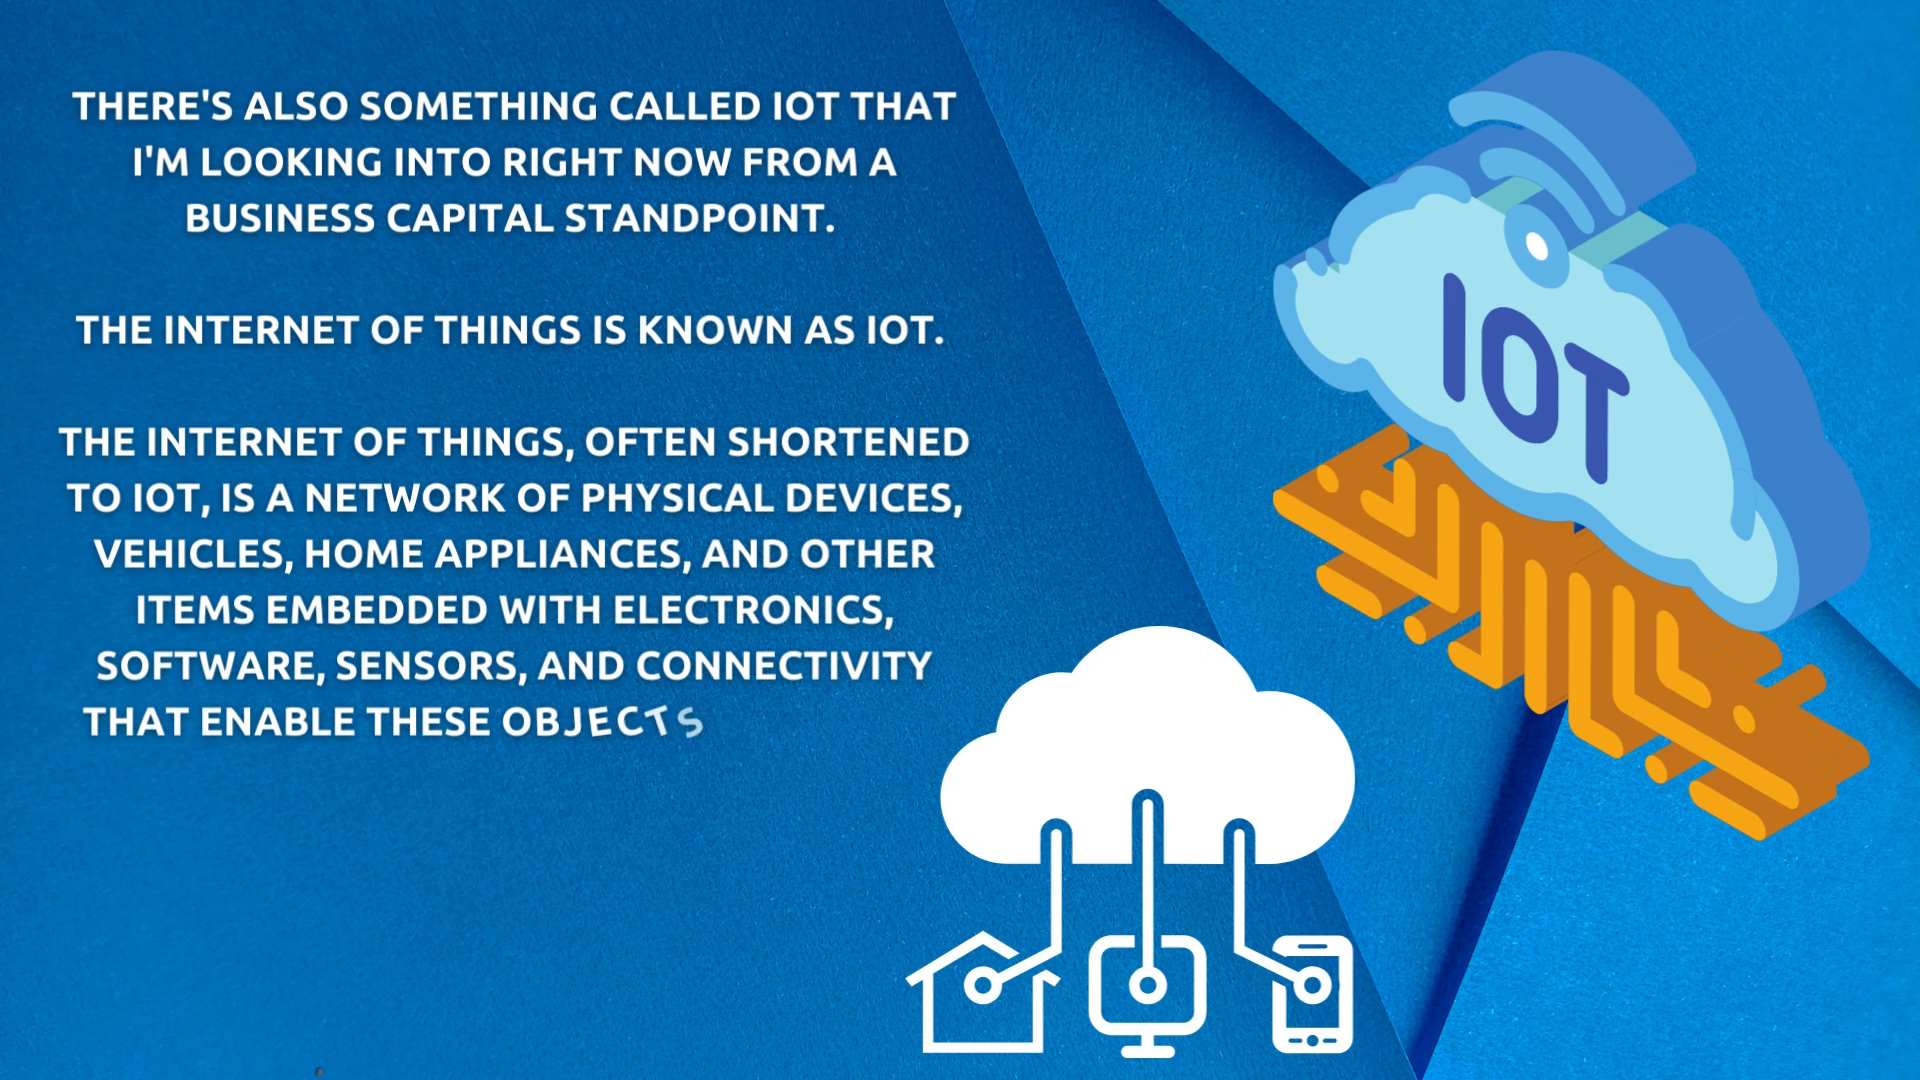 THERE'S ALSO SOMETHING CALLED IOT THAT
I'M LOOKING INTO RIGHT NOW FROM A
BUSINESS CAPITAL STANDPOINT.
THE INTERNET OF THINGS IS KNOWN AS IOT.
THE INTERNET OF THINGS, OFTEN SHORTENED
TO IOT, IS A NETWORK OF PHYSICAL DEVICES,
VEHICLES, HOME APPLIANCES, AND OTHER
ITEMS EMBEDDED WITH ELECTRONICS,
SOFTWARE, SENSORS, AND CONNECTIVITY
THAT ENABLE THESE OBJECTS
IOT